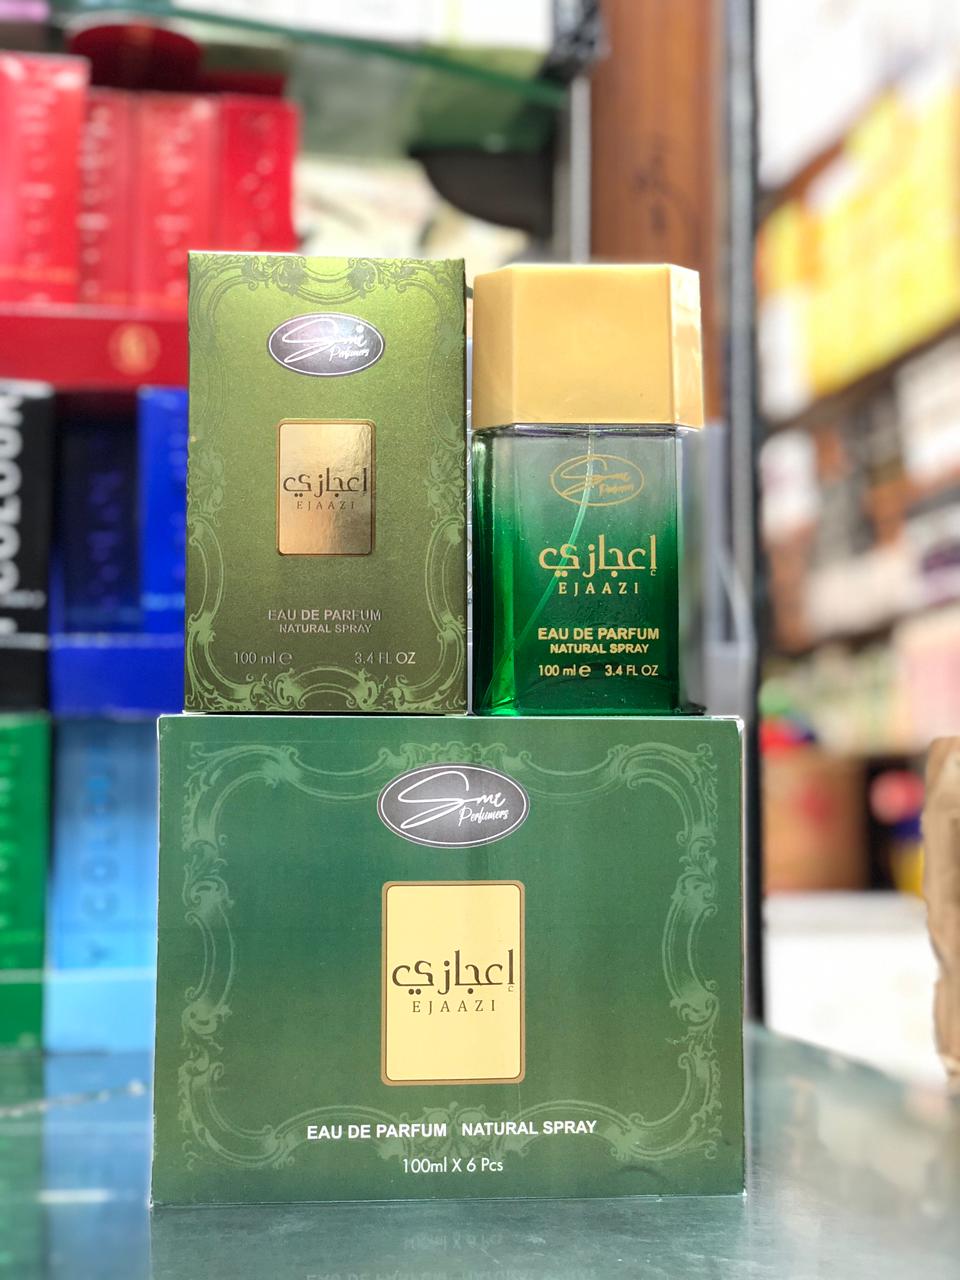 Sme
Perfumers
إعجازي
EJAAZI
EAU DE PARFUM
NATURAL SPRAY
100 ml e 3.4 FL OZ
Sme
Perfumers
إعجازي
EJAAZI
EAU DE PARFUM
NATURAL SPRAY
100 ml e 3.4 FL OZ
Sme
Perfumers
إعجازي
EJAAZI
EAU DE PARFUM NATURAL SPRAY
100ml X 6 Pcs